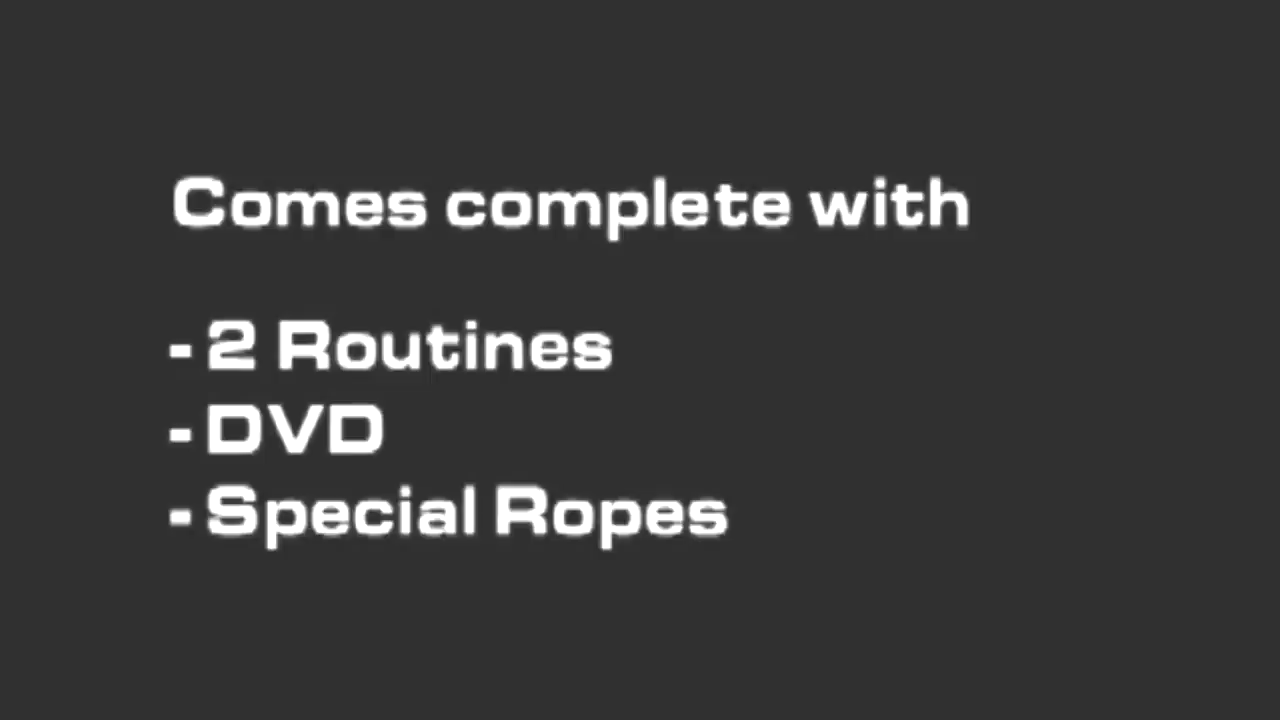 Comes complete with
- 2 Routines
- DVD
- Special Ropes